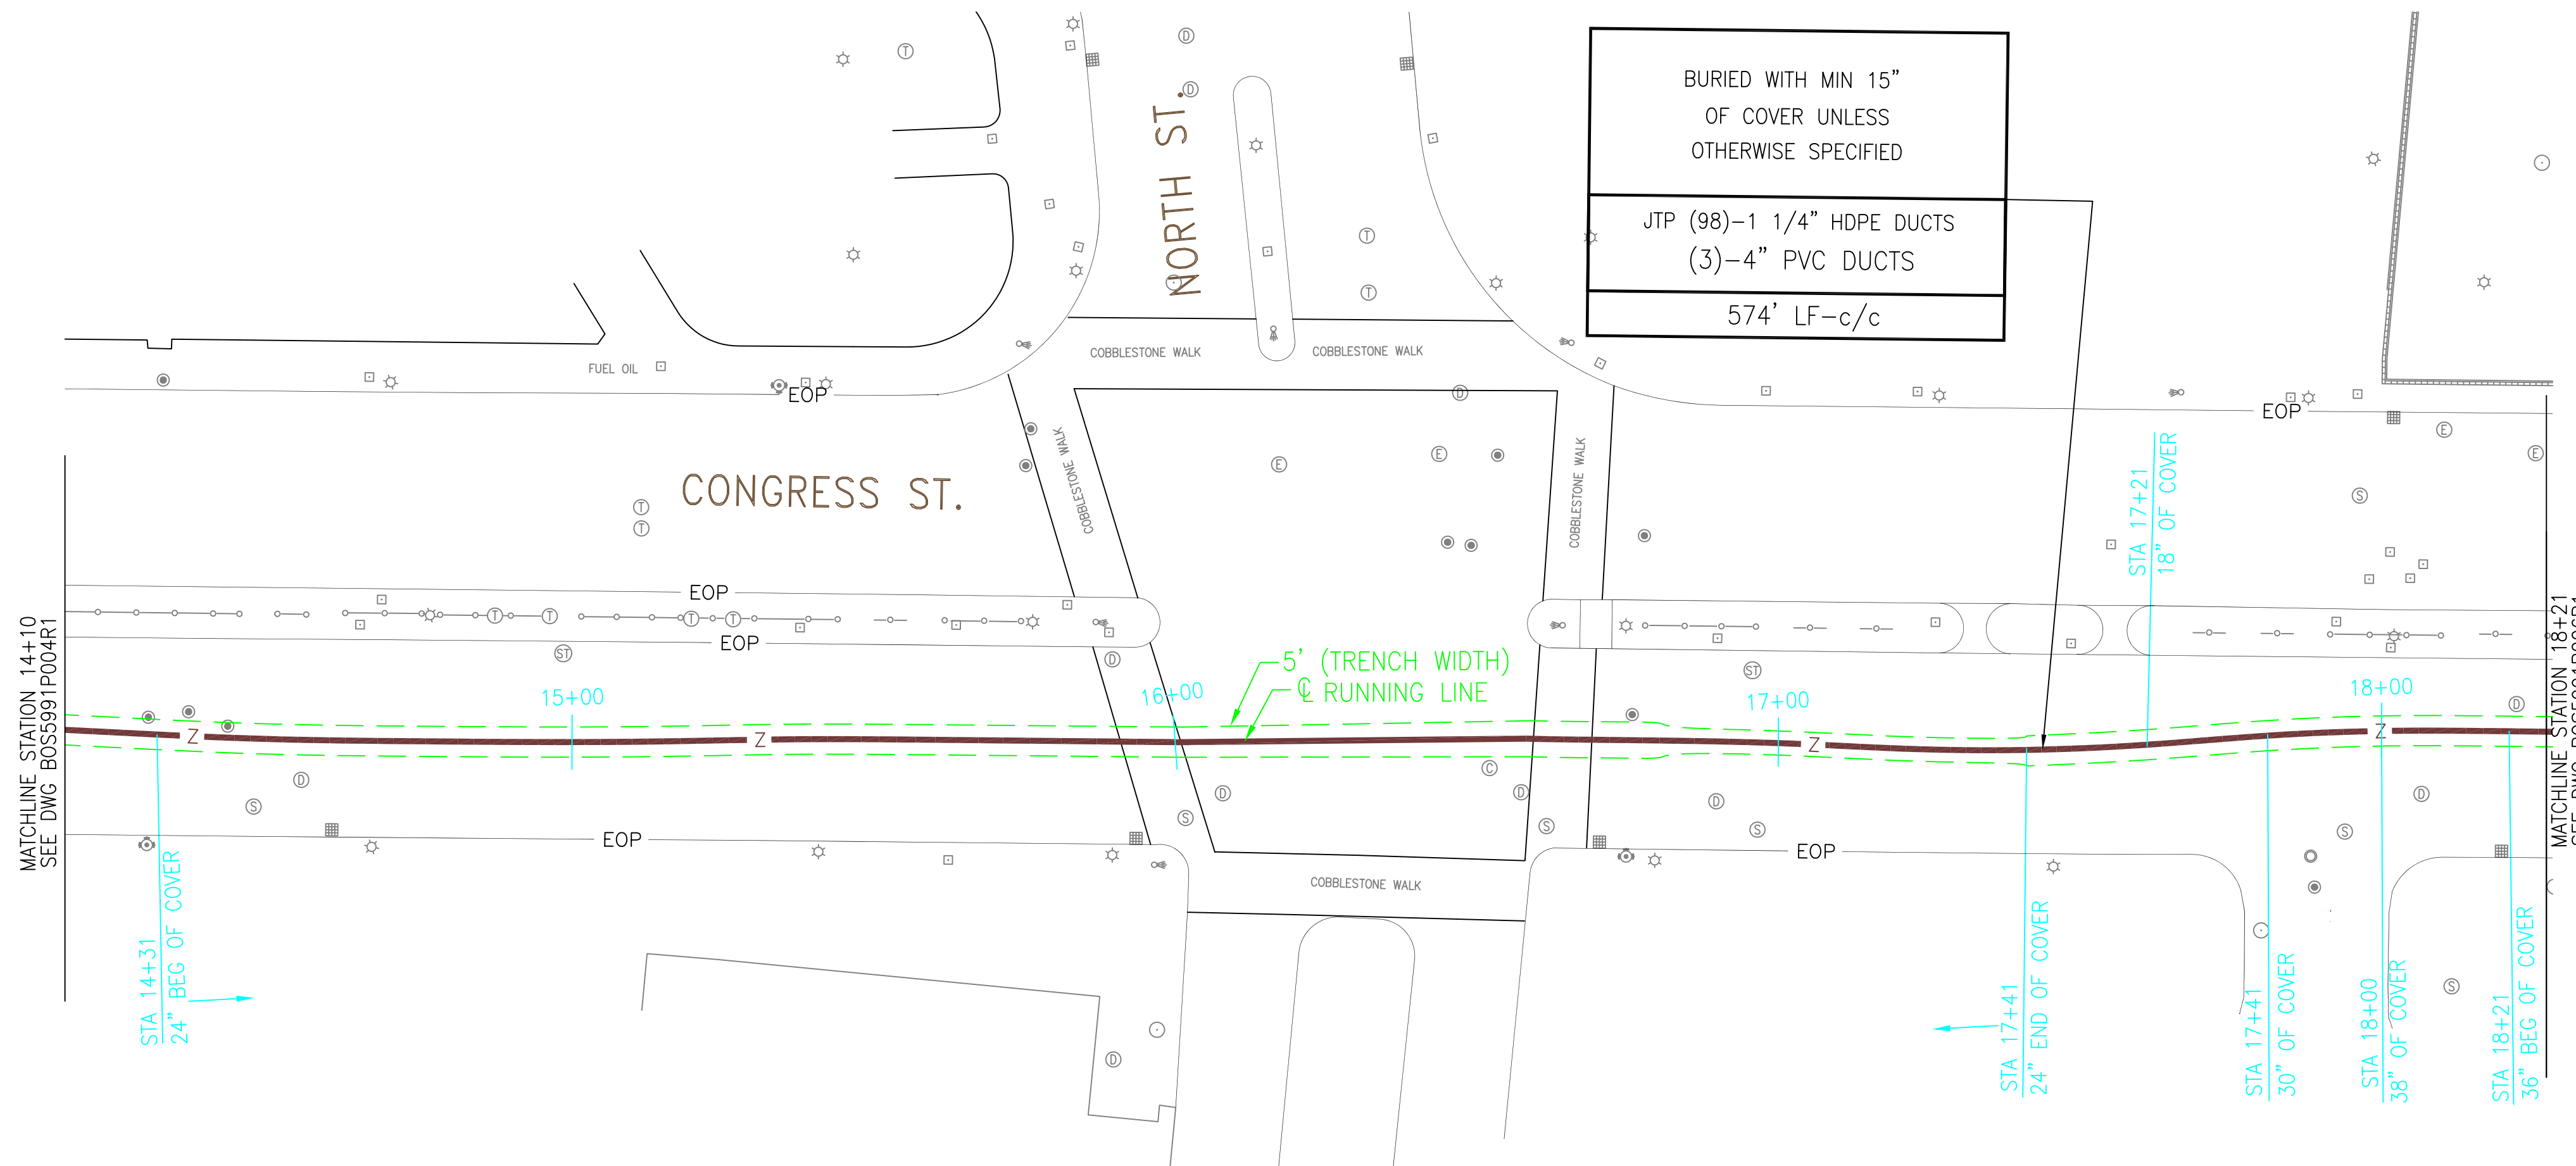 BURIED WITH MIN 15”
OF COVER UNLESS
OTHERWISE SPECIFIED
JTP (98)-1 1/4” HDPE DUCTS
(3)-4” PVC DUCTS
574’ LF-c/c
NORTH ST.
COBBLESTONE WALK
COBBLESTONE WALK
FUEL OIL
EOP
EOP
COBBLESTONE WALK
COBBLESTONE WALK
CONGRESS ST.
STA 17+21
18” OF COVER
EOP
EOP
MATCHLINE STATION 14+10
SEE DWG BOS5991P004R1
MATCHLINE STATION 18+21
5’ (TRENCH WIDTH)
℄ RUNNING LINE
15+00
16+00
17+00
18+00
Z
Z
Z
Z
EOP
EOP
COBBLESTONE WALK
STA 14+31
24” BEG OF COVER
STA 17+41
24” END OF COVER
STA 17+41
30” OF COVER
STA 18+00
38” OF COVER
STA 18+21
36” BEG OF COVER